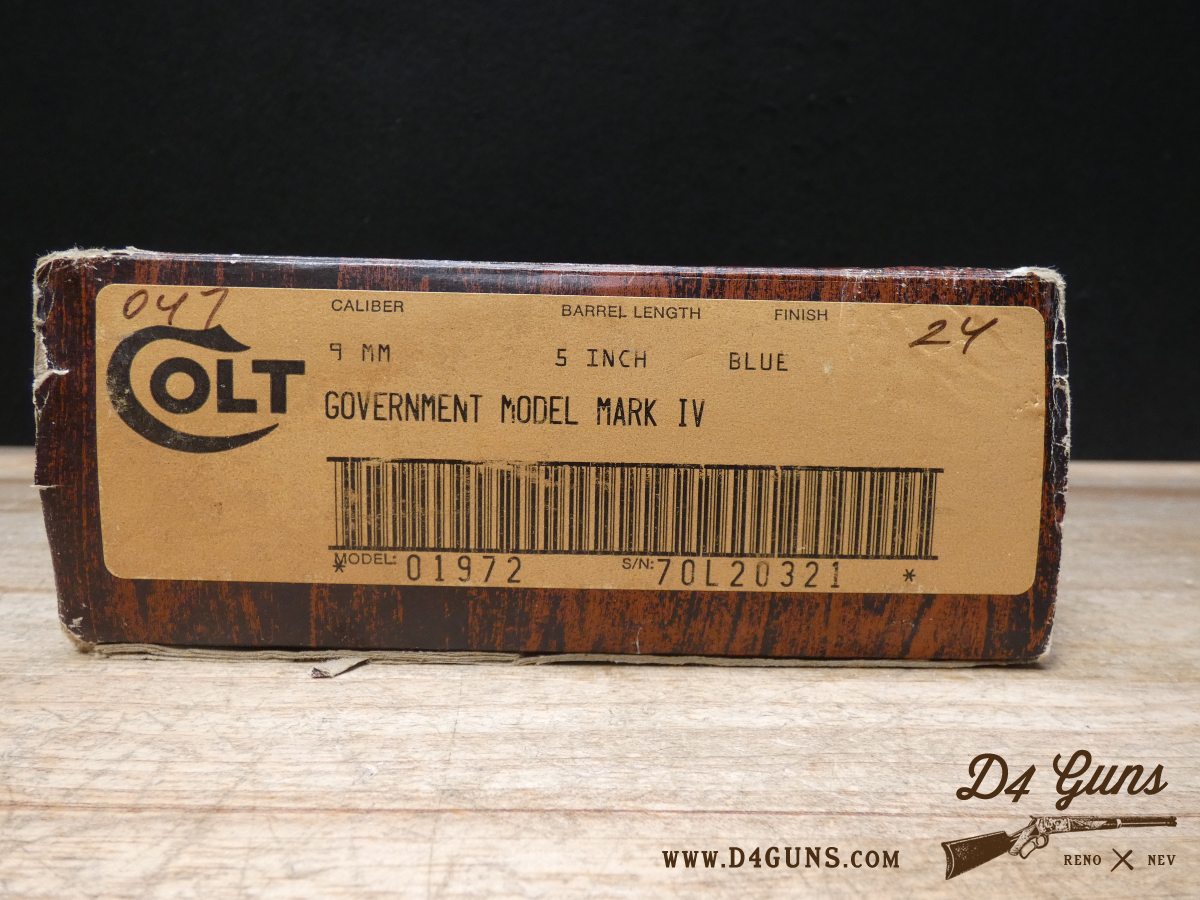 047
CALIBER BARREL LENGTH FINISH
24
COLT
9 MM 5 INCH BLUE
GOVERNMENT MODEL MARK IV
MODEL: 01972 S/N: 70L20321
* *
D4 Guns
WWW.D4GUNS.COM
RENO X NEV